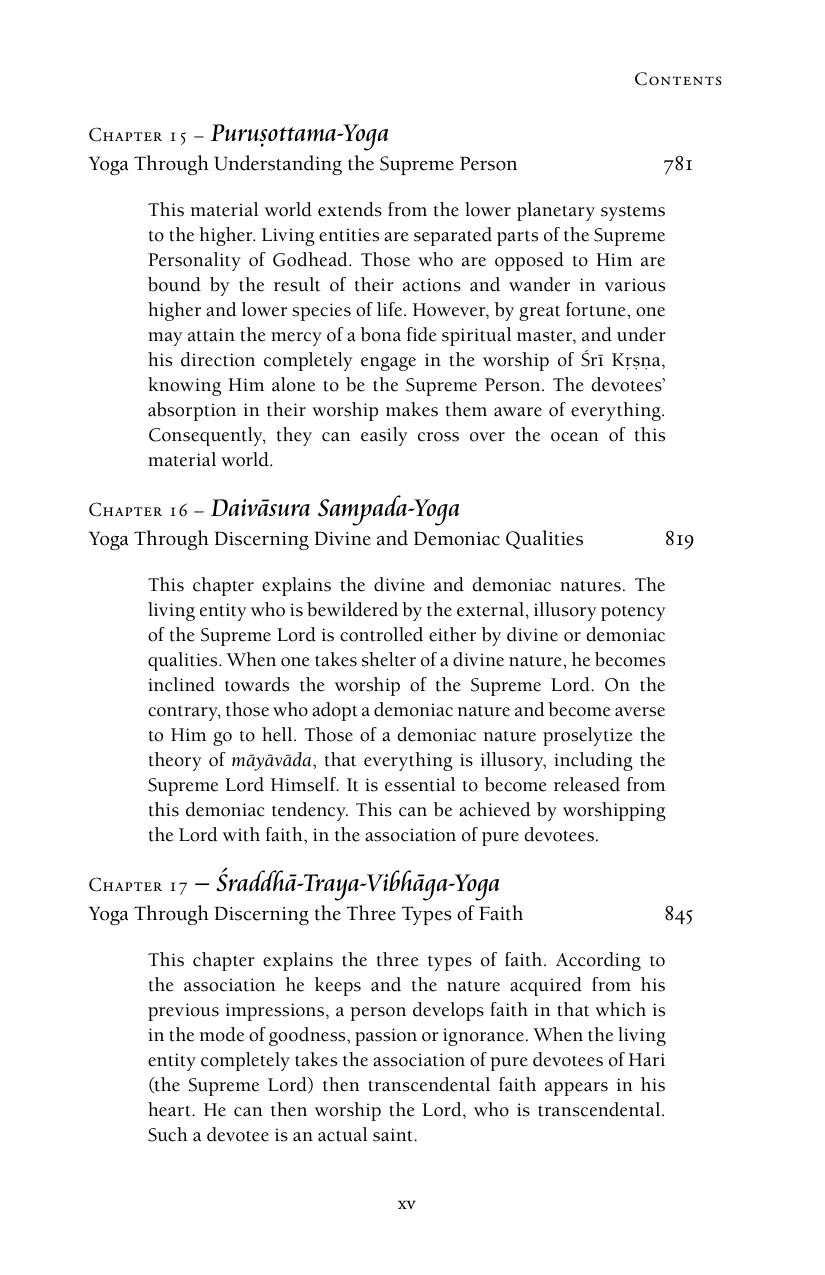 Contents
Chapter 15 – Puruṣottama-Yoga
Yoga Through Understanding the Supreme Person 781
This material world extends from the lower planetary systems
to the higher. Living entities are separated parts of the Supreme
Personality of Godhead. Those who are opposed to Him are
bound by the result of their actions and wander in various
higher and lower species of life. However, by great fortune, one
may attain the mercy of a bona fide spiritual master, and under
his direction completely engage in the worship of Śrī Kṛṣṇa,
knowing Him alone to be the Supreme Person. The devotees’
absorption in their worship makes them aware of everything.
Consequently, they can easily cross over the ocean of this
material world.
Chapter 16 – Daivāsura Sampada-Yoga
Yoga Through Discerning Divine and Demoniac Qualities 819
This chapter explains the divine and demoniac natures. The
living entity who is bewildered by the external, illusory potency
of the Supreme Lord is controlled either by divine or demoniac
qualities. When one takes shelter of a divine nature, he becomes
inclined towards the worship of the Supreme Lord. On the
contrary, those who adopt a demoniac nature and become averse
to Him go to hell. Those of a demoniac nature proselytize the
theory of māyāvāda, that everything is illusory, including the
Supreme Lord Himself. It is essential to become released from
this demoniac tendency. This can be achieved by worshipping
the Lord with faith, in the association of pure devotees.
Chapter 17 – Śraddhā-Traya-Vibhāga-Yoga
Yoga Through Discerning the Three Types of Faith 845
This chapter explains the three types of faith. According to
the association he keeps and the nature acquired from his
previous impressions, a person develops faith in that which is
in the mode of goodness, passion or ignorance. When the living
entity completely takes the association of pure devotees of Hari
(the Supreme Lord) then transcendental faith appears in his
heart. He can then worship the Lord, who is transcendental.
Such a devotee is an actual saint.
xv